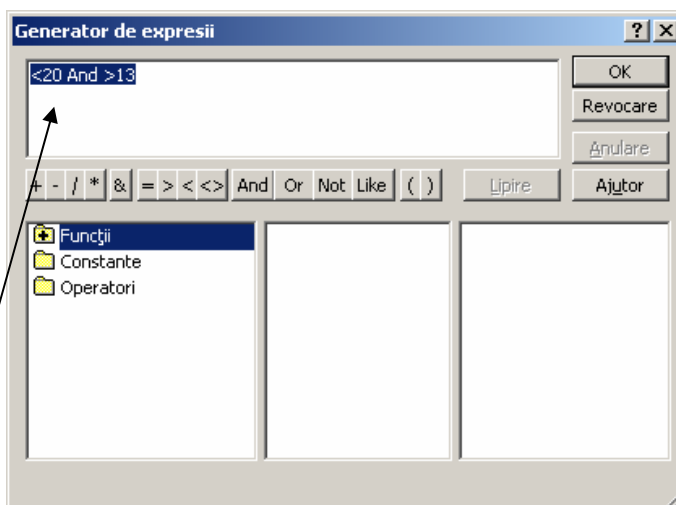 Generator de expresii
<20 And >13
OK
Revocare
Anulare
+ - / * & = > < <> And Or Not Like ( ) Lipire Ajutor
Funcţii
Constante
Operatori